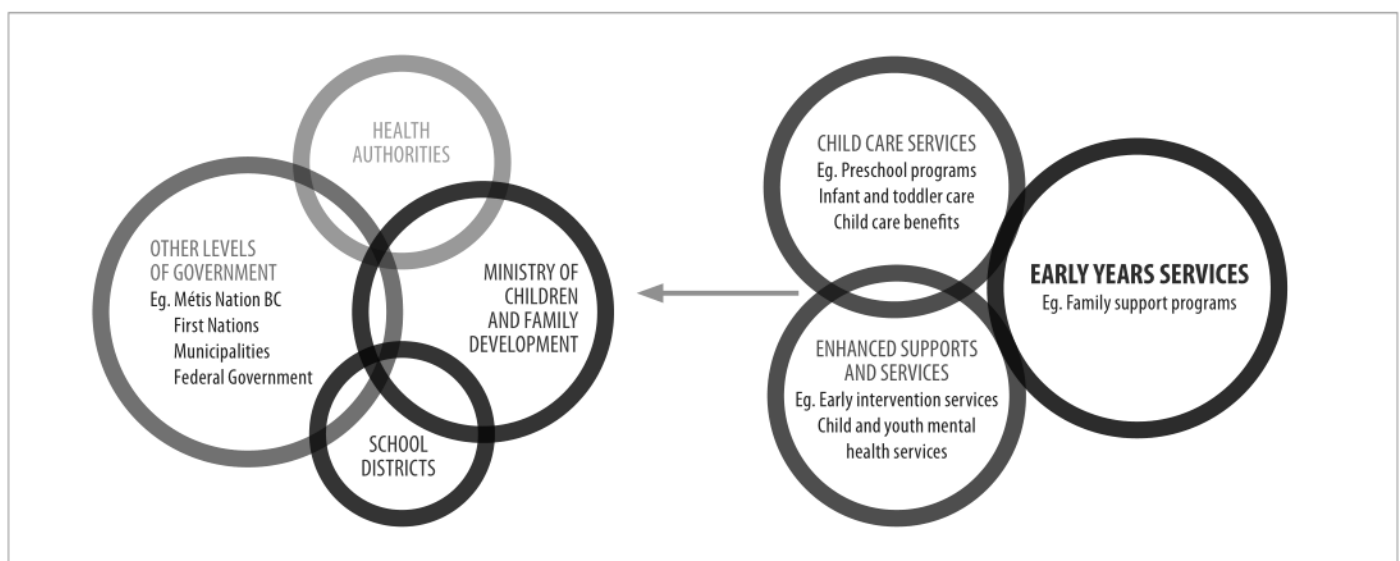 HEALTH
AUTHORITIES
OTHER LEVELS
OF GOVERNMENT
Eg. Métis Nation BC
First Nations
Municipalities
Federal Government
MINISTRY OF
CHILDREN
AND FAMILY
DEVELOPMENT
SCHOOL
DISTRICTS
CHILD CARE SERVICES
Eg. Preschool programs
Infant and toddler care
Child care benefits
ENHANCED SUPPORTS
AND SERVICES
Eg. Early intervention services
Child and youth mental
health services
EARLY YEARS SERVICES
Eg. Family support programs